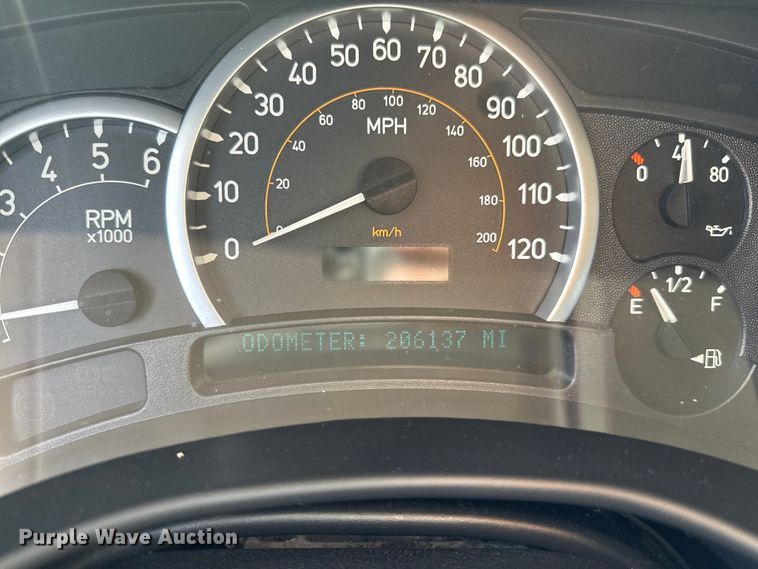 0 10 20 30 40 50 60 70 80 90 100 110 120
MPH
0 20 40 60 80 100 120 140 160 180 200
km/h
3 4 5 6
RPM
x1000
0 40 80
E 1/2 F
ODOMETER: 206137 MI
Purple Wave Auction